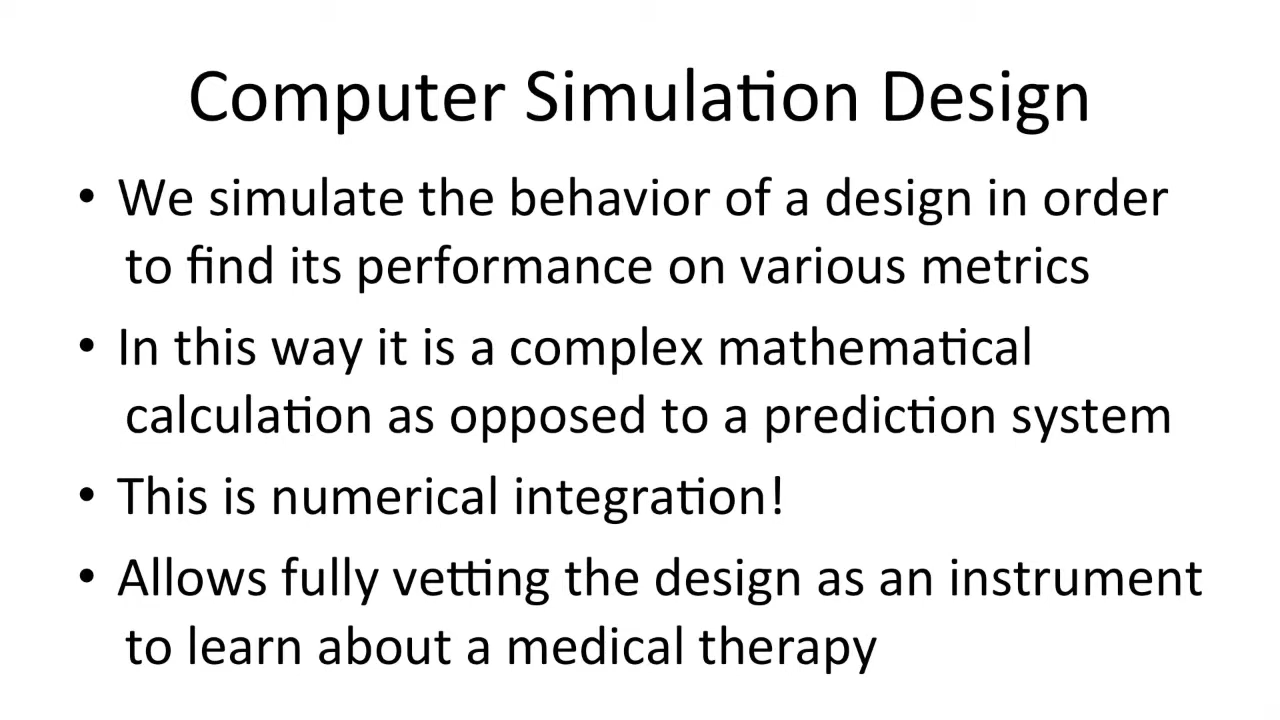 Computer Simulation Design
• We simulate the behavior of a design in order
to find its performance on various metrics
• In this way it is a complex mathematical
calculation as opposed to a prediction system
• This is numerical integration!
• Allows fully vetting the design as an instrument
to learn about a medical therapy